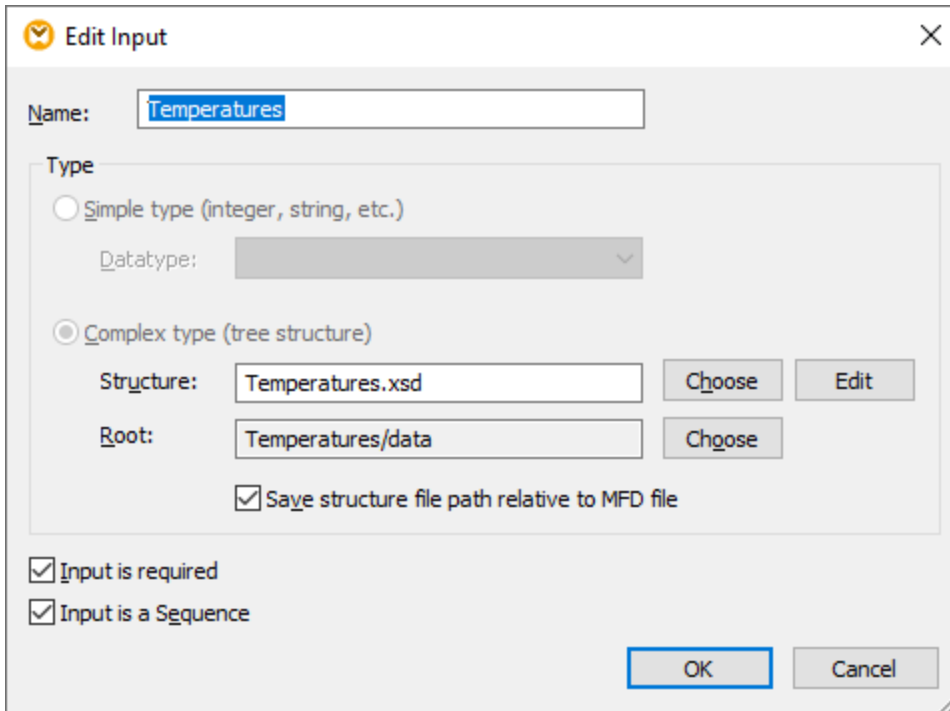 Edit Input
Name: Temperatures
Type
Simple type (integer, string, etc.)
Datatype:
Complex type (tree structure)
Structure: Temperatures.xsd Choose Edit
Root: Temperatures/data Choose
Save structure file path relative to MFD file
Input is required
Input is a Sequence
OK Cancel